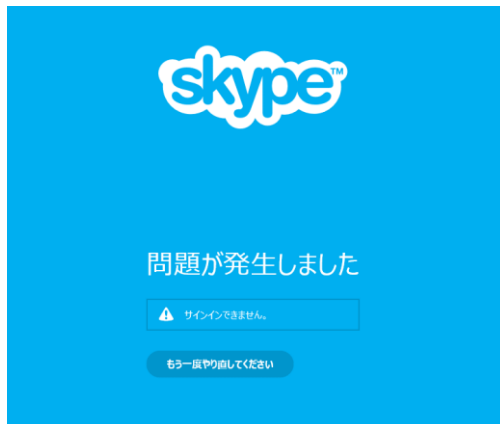 skype™
問題が発生しました
サインインできません。
もう一度やり直してください